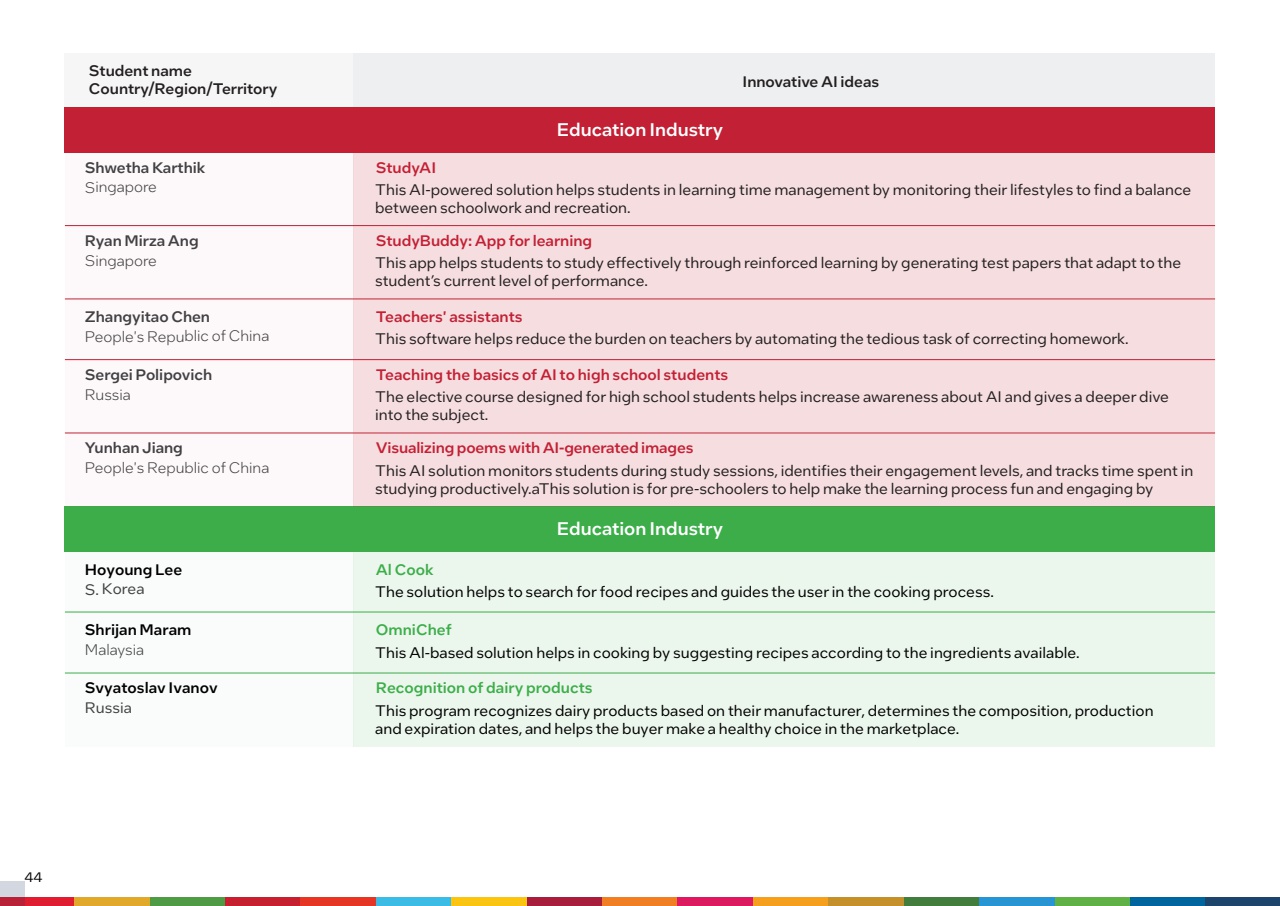 Student name
Country/Region/Territory
Innovative AI ideas
Education Industry
Shwetha Karthik
Singapore
StudyAI
This AI-powered solution helps students in learning time management by monitoring their lifestyles to find a balance
between schoolwork and recreation.
Ryan Mirza Ang
Singapore
StudyBuddy: App for learning
This app helps students to study effectively through reinforced learning by generating test papers that adapt to the
student's current level of performance.
Zhangyitao Chen
People's Republic of China
Teachers' assistants
This software helps reduce the burden on teachers by automating the tedious task of correcting homework.
Sergei Polipovich
Russia
Teaching the basics of AI to high school students
The elective course designed for high school students helps increase awareness about AI and gives a deeper dive
into the subject.
Yunhan Jiang
People's Republic of China
Visualizing poems with AI-generated images
This AI solution monitors students during study sessions, identifies their engagement levels, and tracks time spent in
studying productively.aThis solution is for pre-schoolers to help make the learning process fun and engaging by
Education Industry
Hoyoung Lee
S. Korea
AI Cook
The solution helps to search for food recipes and guides the user in the cooking process.
Shrijan Maram
Malaysia
OmniChef
This AI-based solution helps in cooking by suggesting recipes according to the ingredients available.
Svyatoslav Ivanov
Russia
Recognition of dairy products
This program recognizes dairy products based on their manufacturer, determines the composition, production
and expiration dates, and helps the buyer make a healthy choice in the marketplace.
44